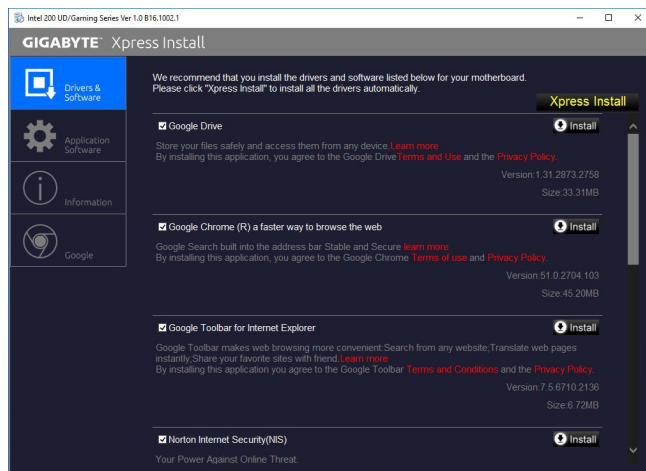 Intel 200 UD/Gaming Series Ver 1.0 B16.1002.1
GIGABYTE™ Xpress Install
Drivers &
Software
Application
Software
Information
Google
We recommend that you install the drivers and software listed below for your motherboard.
Please click "Xpress Install" to install all the drivers automatically.
Xpress Install
Google Drive
Install
Store your files safely and access them from any device.Learn more
By installing this application, you agree to the Google DriveTerms and Use and the Privacy Policy.
Version:1.31.2873.2758
Size:33.31MB
Google Chrome (R) a faster way to browse the web
Install
Google Search built into the address bar Stable and Secure learn more
By installing this application, you agree to the Google Chrome Terms of use and Privacy Policy.
Version:51.0.2704.103
Size:45.20MB
Google Toolbar for Internet Explorer
Install
Google Toolbar makes web browsing more convenient:Search from any website;Translate web pages
instantly;Share your favorite sites with friend.Learn more
By installing this application you agree to the Google Toolbar Terms and Conditions and the Privacy Policy.
Version:7.5.6710.2136
Size:6.72MB
Norton Internet Security(NIS)
Install
Your Power Against Online Threat.